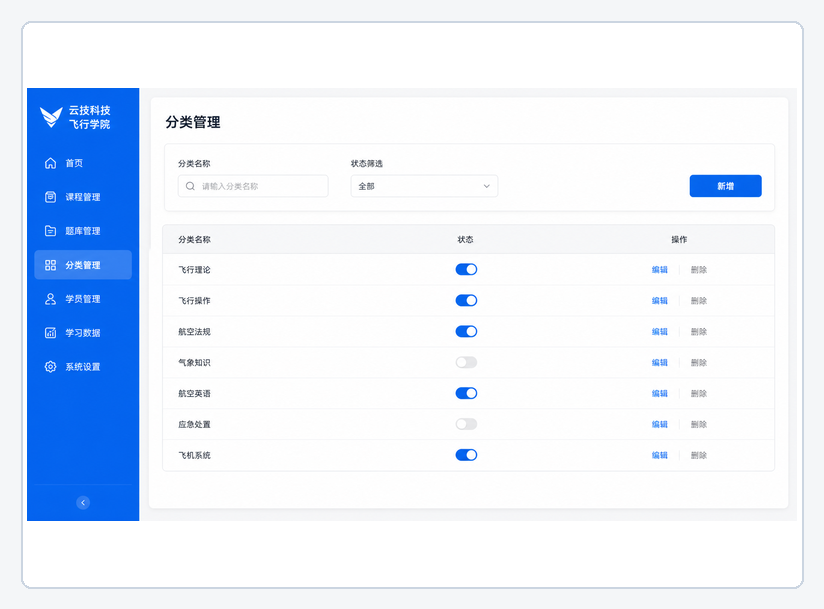 云技科技
飞行学院
首页
课程管理
题库管理
分类管理
学员管理
学习数据
系统设置
分类管理
分类名称 状态筛选
请输入分类名称 全部 新增
分类名称 状态 操作
飞行理论 编辑 删除
飞行操作 编辑 删除
航空法规 编辑 删除
气象知识 编辑 删除
航空英语 编辑 删除
应急处置 编辑 删除
飞机系统 编辑 删除